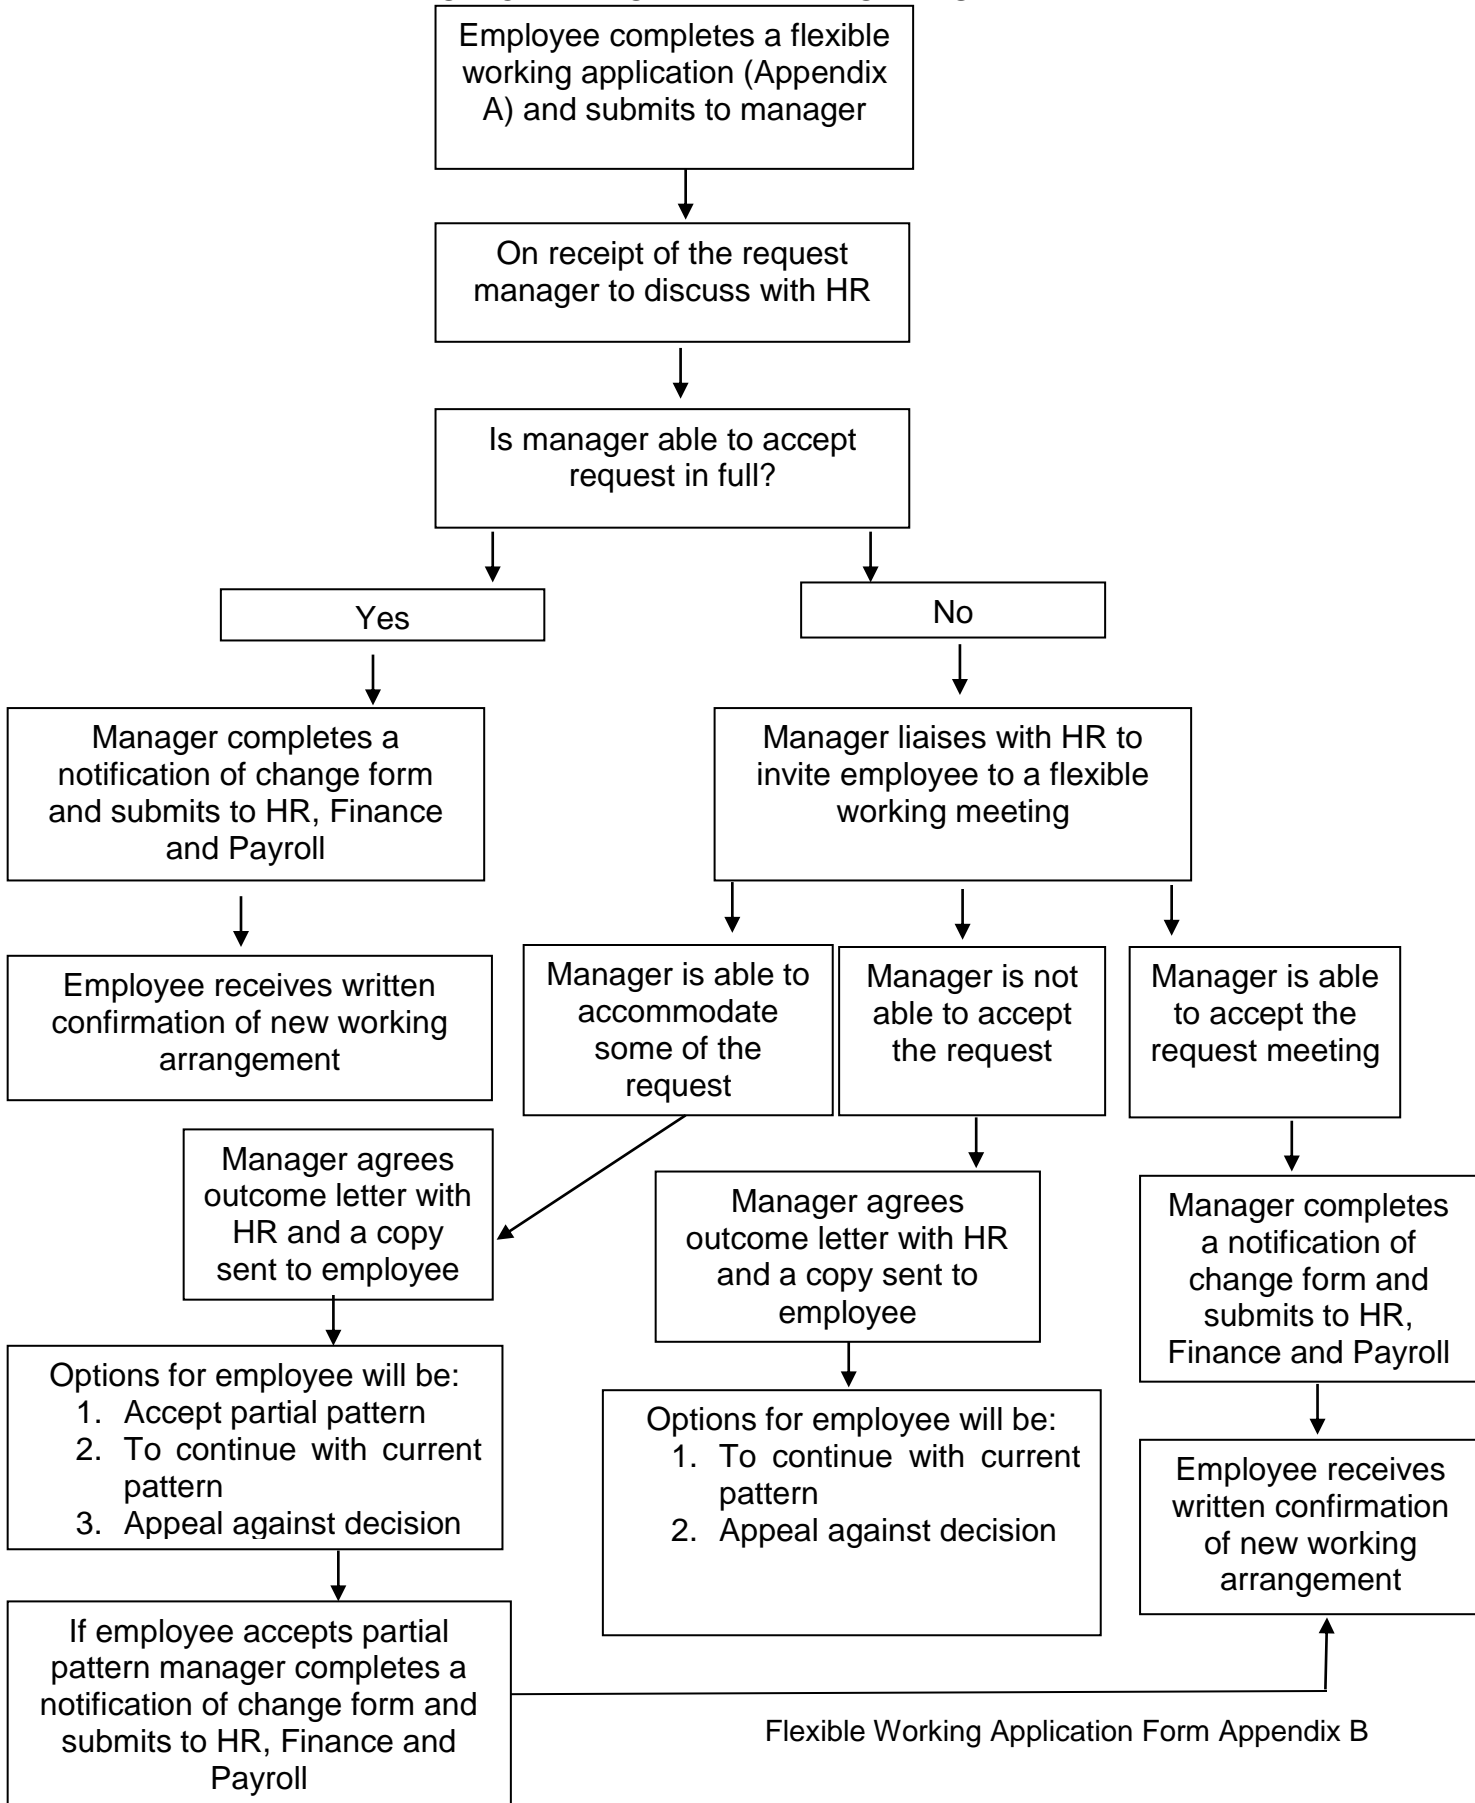 Employee completes a flexible
working application (Appendix
A) and submits to manager
On receipt of the request
manager to discuss with HR
Is manager able to accept
request in full?
Yes
No
Manager completes a
notification of change form
and submits to HR, Finance
and Payroll
Manager liaises with HR to
invite employee to a flexible
working meeting
Employee receives written
confirmation of new working
arrangement
Manager is able to
accommodate
some of the
request
Manager is not
able to accept
the request
Manager is able
to accept the
request meeting
Manager agrees
outcome letter with
HR and a copy
sent to employee
Manager agrees
outcome letter with HR
and a copy sent to
employee
Manager completes
a notification of
change form and
submits to HR,
Finance and Payroll
Options for employee will be:
1. Accept partial pattern
2. To continue with current
pattern
3. Appeal against decision
Options for employee will be:
1. To continue with current
pattern
2. Appeal against decision
Employee receives
written confirmation
of new working
arrangement
If employee accepts partial
pattern manager completes a
notification of change form and
submits to HR, Finance and
Payroll
Flexible Working Application Form Appendix B